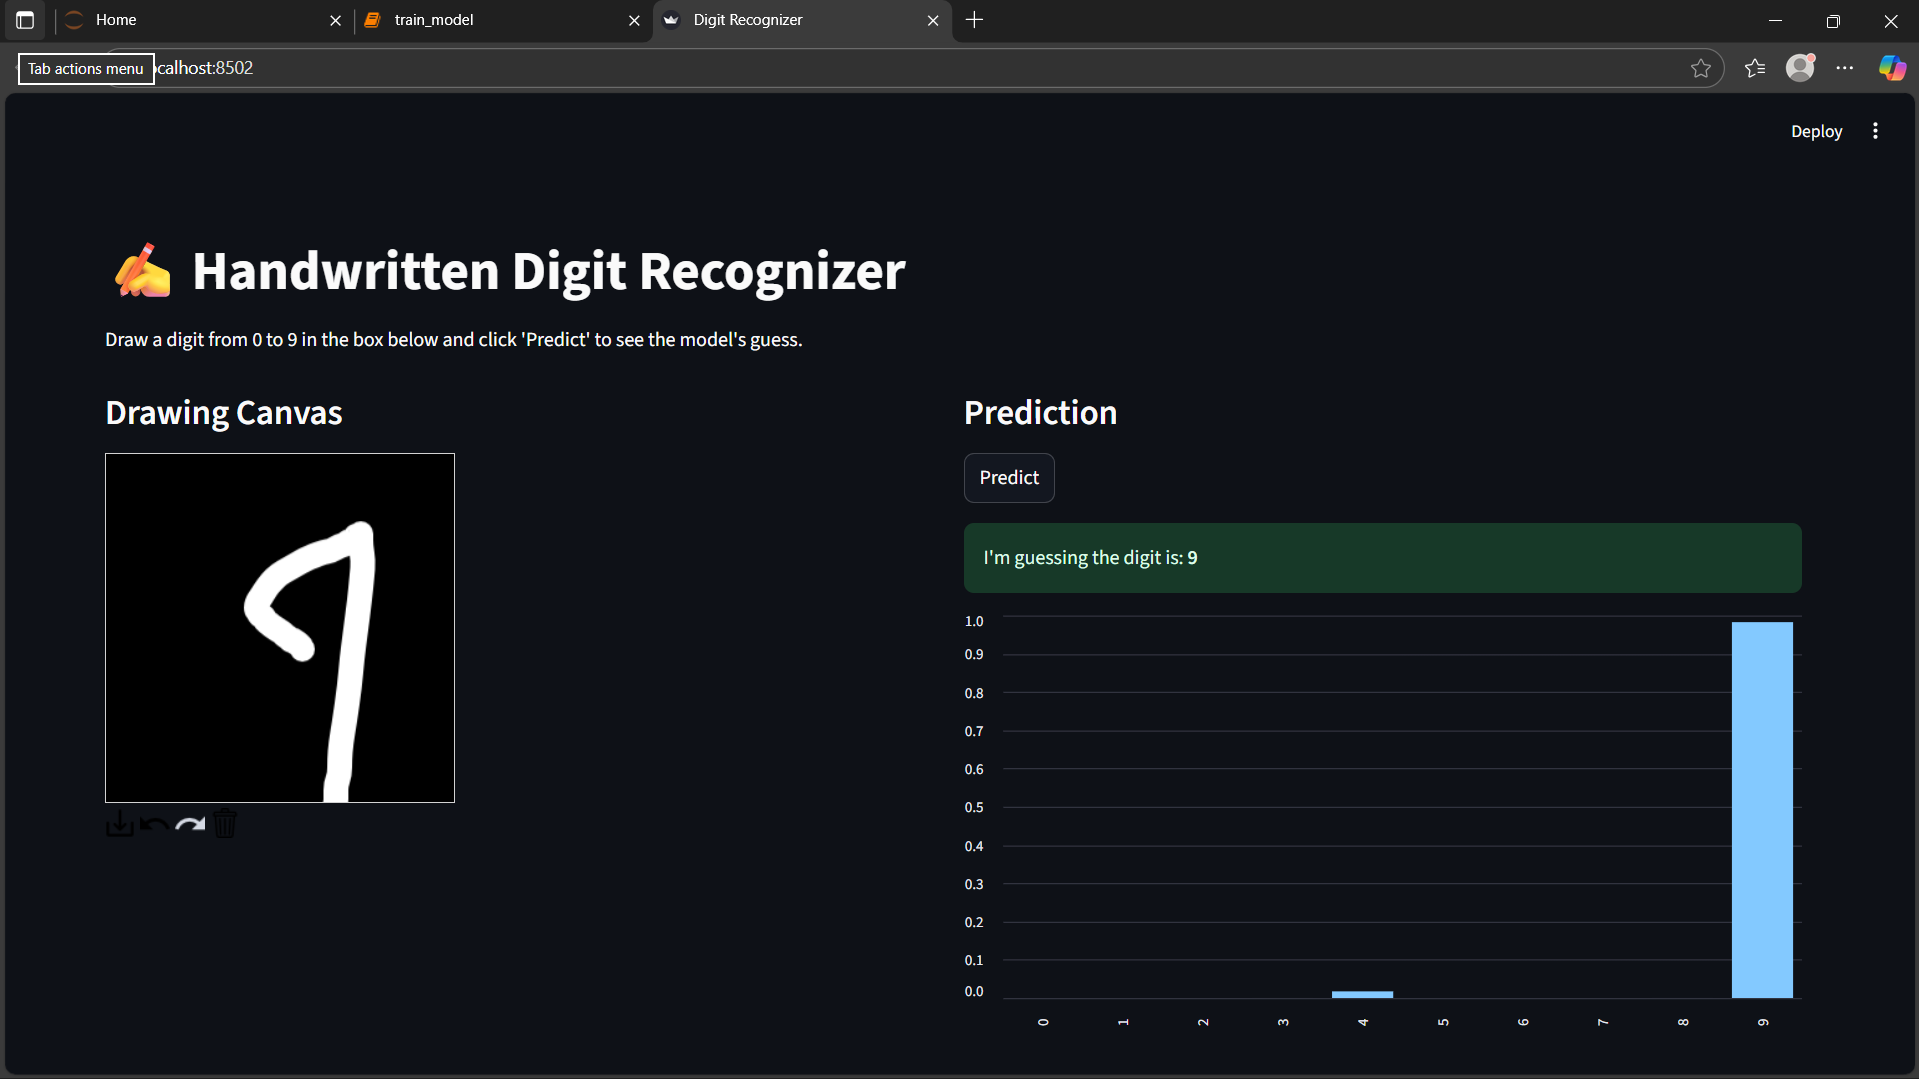 Home
train_model
Digit Recognizer
Tab actions menu
ocalhost:8502
Deploy
Handwritten Digit Recognizer
Draw a digit from 0 to 9 in the box below and click 'Predict' to see the model's guess.
Drawing Canvas
9
Prediction
Predict
I'm guessing the digit is: 9
1.0
0.9
0.8
0.7
0.6
0.5
0.4
0.3
0.2
0.1
0.0
0 1 2 3 4 5 6 7 8 9